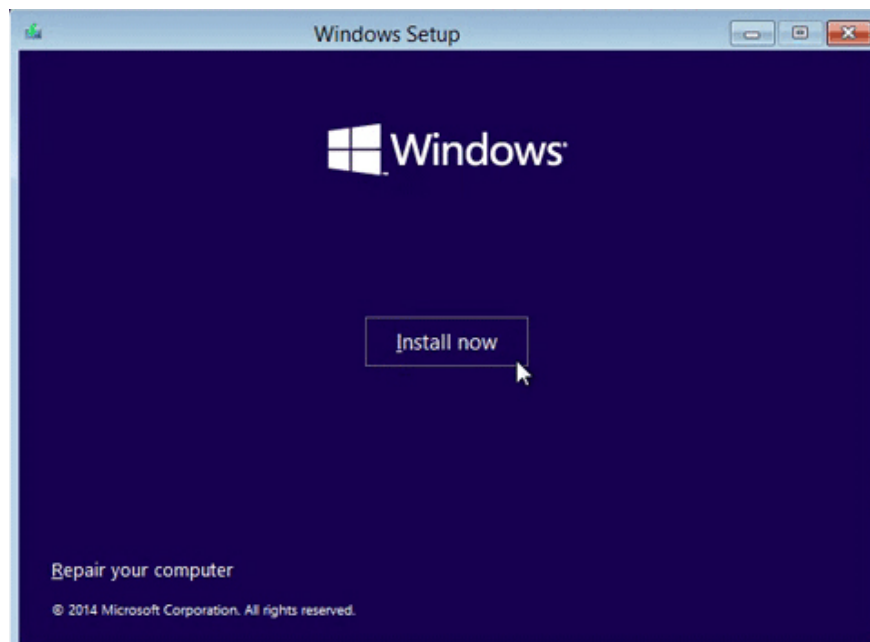 Windows Setup
Windows
Install now
Repair your computer
© 2014 Microsoft Corporation. All rights reserved.